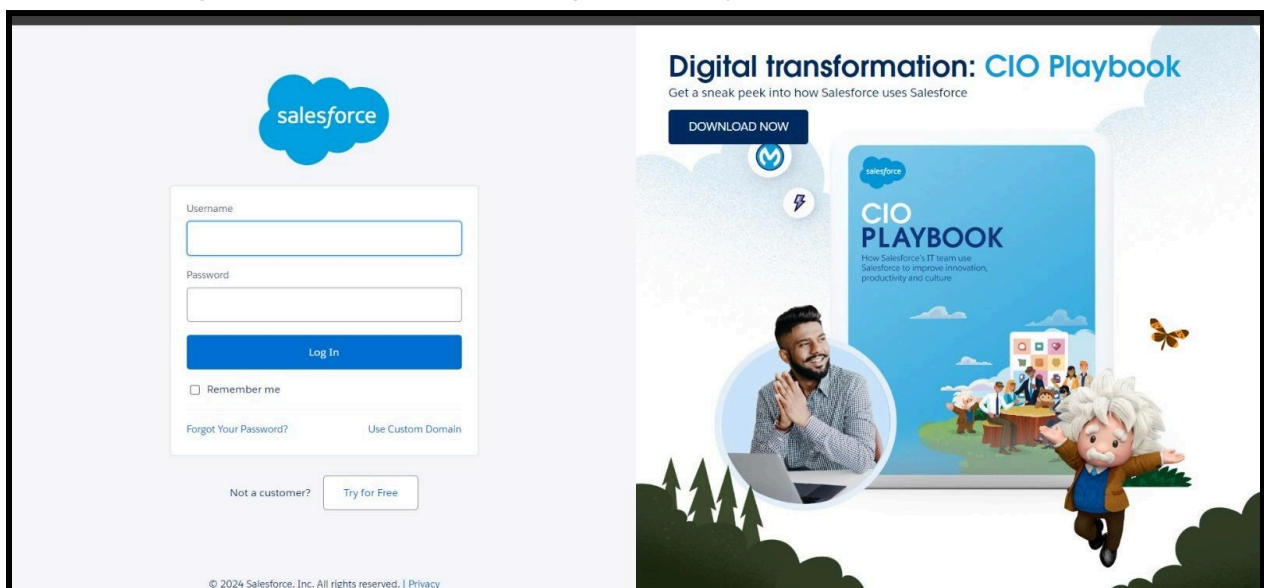 salesforce
Username
Password
Log In
Remember me
Forgot Your Password? Use Custom Domain
Not a customer? Try for Free
© 2024 Salesforce, Inc. All rights reserved. | Privacy
Digital transformation: CIO Playbook
Get a sneak peek into how Salesforce uses Salesforce
DOWNLOAD NOW
salesforce
CIO
PLAYBOOK
How Salesforce's IT team use
Salesforce to improve innovation,
productivity and culture